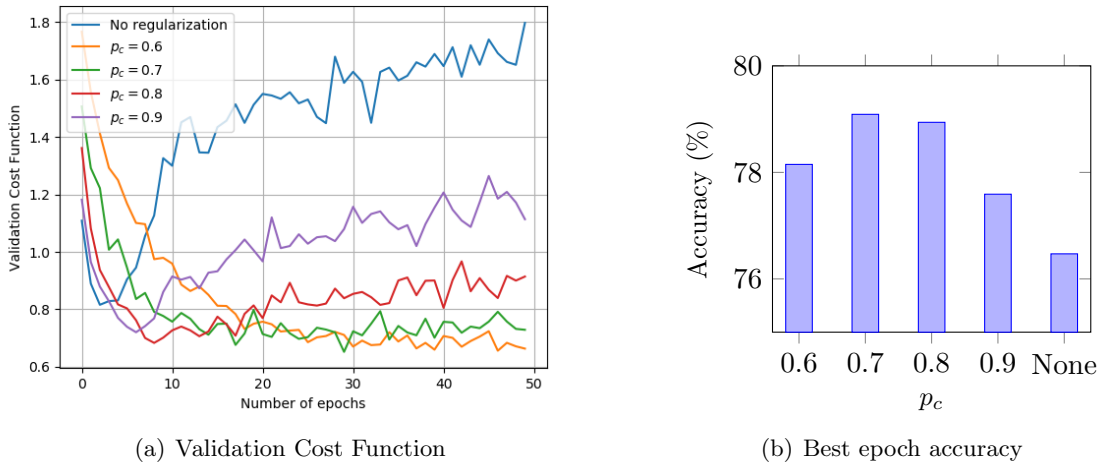 Validation Cost Function
1.8
1.6
1.4
1.2
1.0
0.8
0.6
No regularization
p_c = 0.6
p_c = 0.7
p_c = 0.8
p_c = 0.9
0 10 20 30 40 50
Number of epochs
(a) Validation Cost Function
Accuracy (%)
80
78
76
0.6 0.7 0.8 0.9 None
p_c
(b) Best epoch accuracy